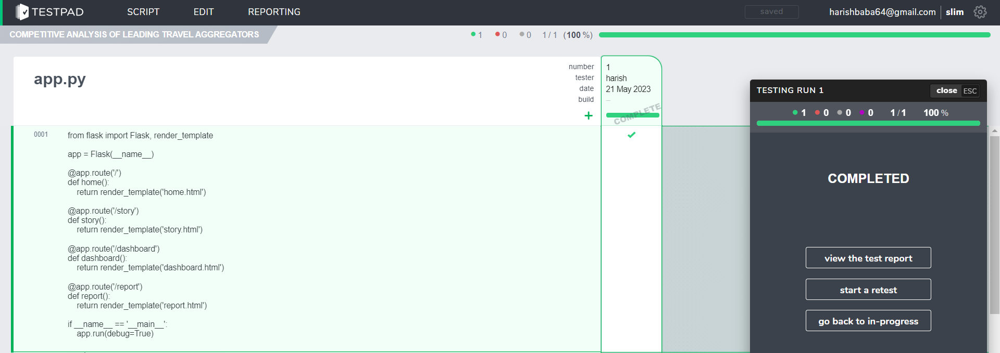 TESTPAD
SCRIPT
EDIT
REPORTING
saved
harishbaba64@gmail.com
slim
COMPETITIVE ANALYSIS OF LEADING TRAVEL AGGREGATORS
1 0 0 1 / 1 (100 %)
app.py
number 1
tester harish
date 21 May 2023
build –
+
COMPLETE
0001
from flask import Flask, render_template
app = Flask(__name__)
@app.route('/')
def home():
return render_template('home.html')
@app.route('/story')
def story():
return render_template('story.html')
@app.route('/dashboard')
def dashboard():
return render_template('dashboard.html')
@app.route('/report')
def report():
return render_template('report.html')
if __name__ == '__main__':
app.run(debug=True)
TESTING RUN 1
close ESC
1 0 0 0 1 / 1 100 %
COMPLETED
view the test report
start a retest
go back to in-progress